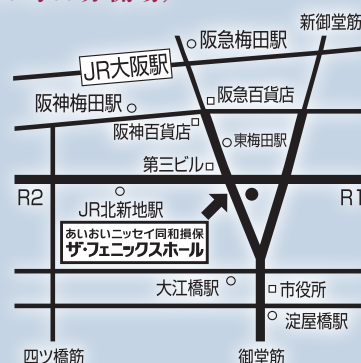 新御堂筋
阪急梅田駅
JR大阪駅
阪急百貨店
阪神梅田駅
阪神百貨店
東梅田駅
第三ビル
R2
R1
JR北新地駅
あいおいニッセイ同和損保
ザ・フェニックスホール
大江橋駅
市役所
淀屋橋駅
四ツ橋筋
御堂筋